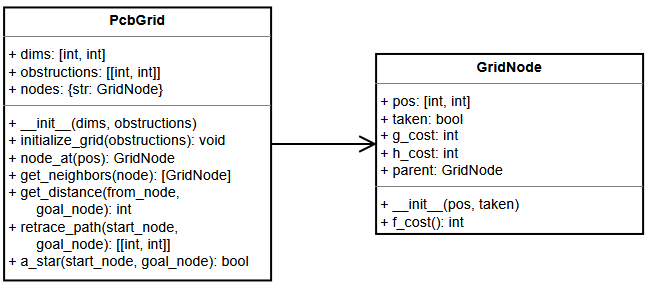 PcbGrid
+ dims: [int, int]
+ obstructions: [[int, int]]
+ nodes: {str: GridNode}
+ __init__(dims, obstructions)
+ initialize_grid(obstructions): void
+ node_at(pos): GridNode
+ get_neighbors(node): [GridNode]
+ get_distance(from_node,
goal_node): int
+ retrace_path(start_node,
goal_node): [[int, int]]
+ a_star(start_node, goal_node): bool
GridNode
+ pos: [int, int]
+ taken: bool
+ g_cost: int
+ h_cost: int
+ parent: GridNode
+ __init__(pos, taken)
+ f_cost(): int